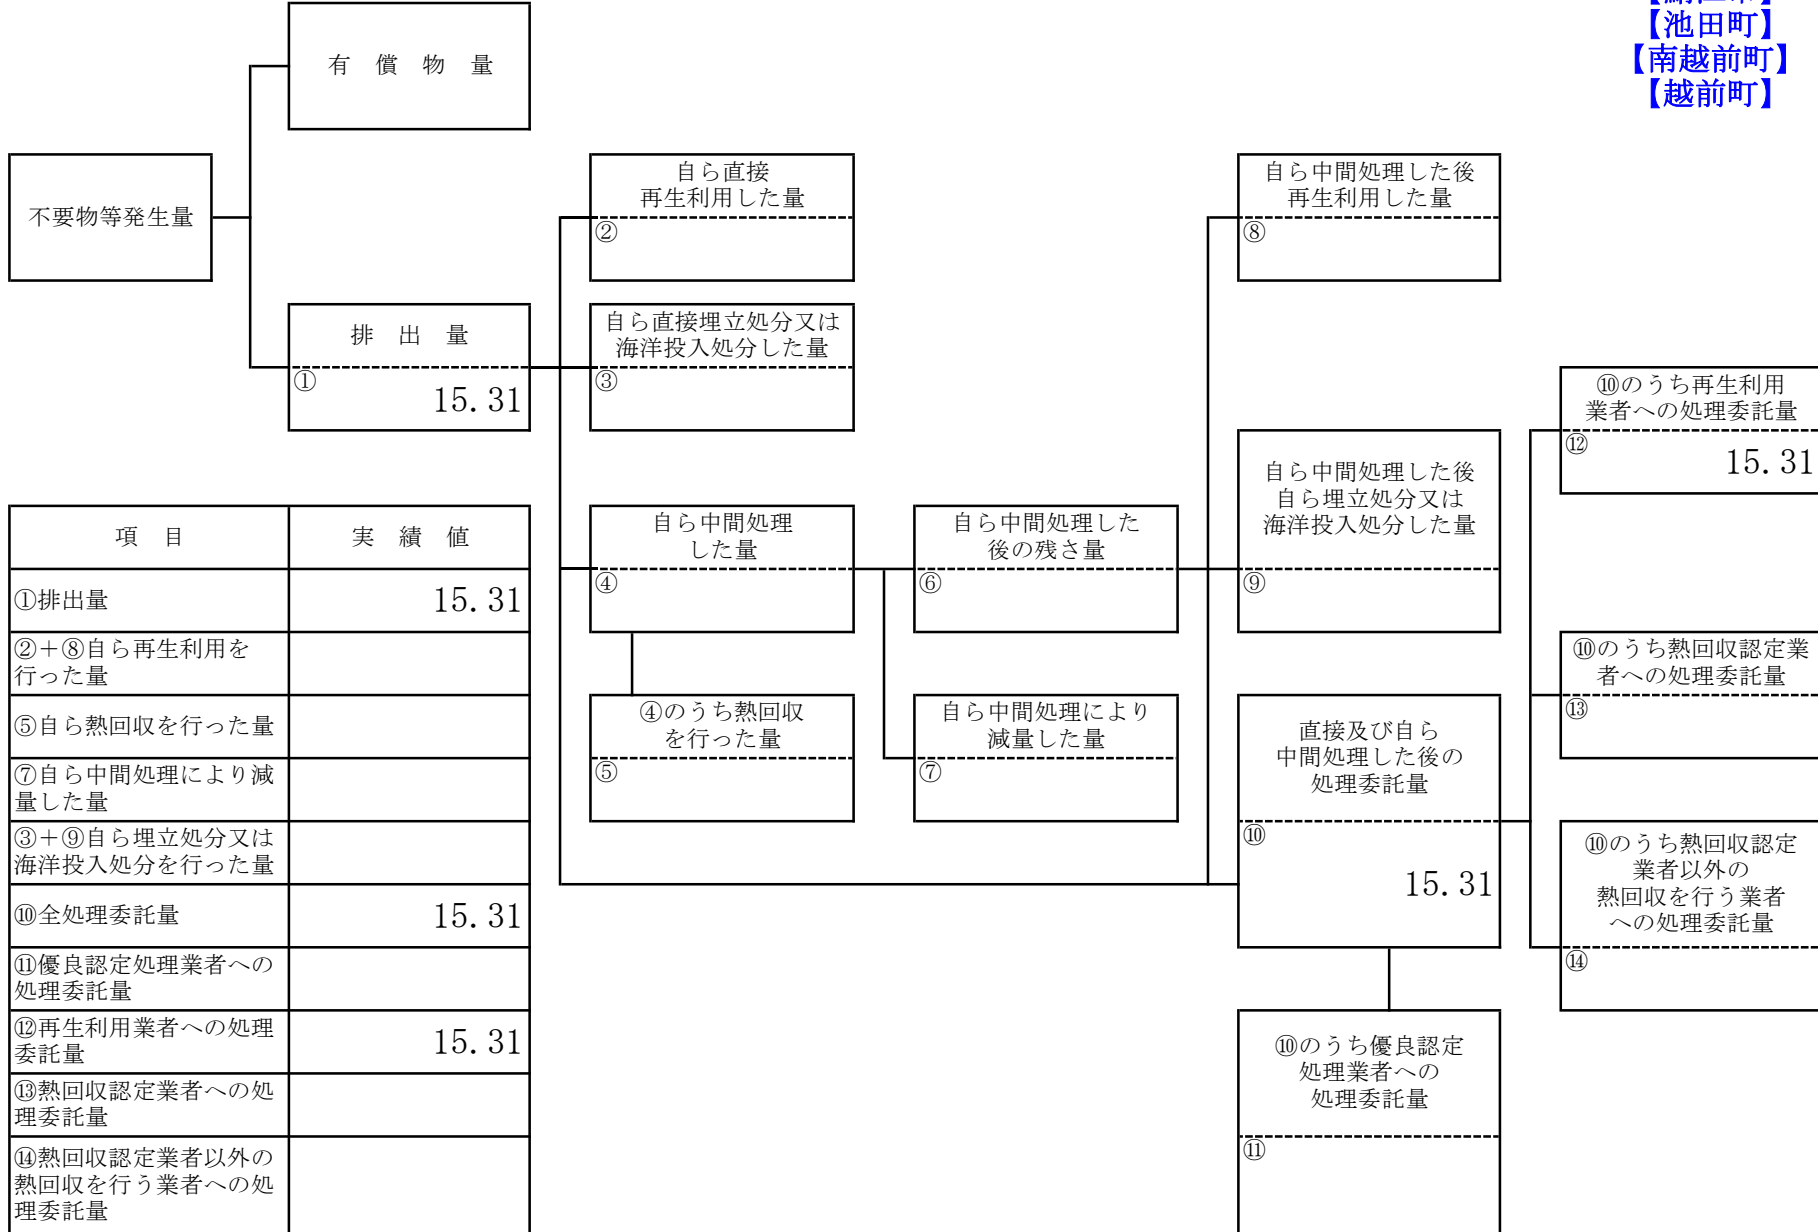 【池田町】
【南越前町】
【越前町】
有 償 物 量
不要物等発生量
自ら直接
再生利用した量
②
自ら中間処理した後
再生利用した量
⑧
排 出 量
①
15.31
自ら直接埋立処分又は
海洋投入処分した量
③
⑩のうち再生利用
業者への処理委託量
⑫
15.31
自ら中間処理した後
自ら埋立処分又は
海洋投入処分した量
⑨
自ら中間処理
した量
④
自ら中間処理した
後の残さ量
⑥
⑩のうち熱回収認定業
者への処理委託量
⑬
④のうち熱回収
を行った量
⑤
自ら中間処理により
減量した量
⑦
直接及び自ら
中間処理した後の
処理委託量
⑩
15.31
⑩のうち熱回収認定
業者以外の
熱回収を行う業者
への処理委託量
⑭
⑩のうち優良認定
処理業者への
処理委託量
⑪
項 目 実 績 値
①排出量 15.31
②＋⑧自ら再生利用を
行った量
⑤自ら熱回収を行った量
⑦自ら中間処理により減
量した量
③＋⑨自ら埋立処分又は
海洋投入処分を行った量
⑩全処理委託量 15.31
⑪優良認定処理業者への
処理委託量
⑫再生利用業者への処理
委託量 15.31
⑬熱回収認定業者への処
理委託量
⑭熱回収認定業者以外の
熱回収を行う業者への処
理委託量